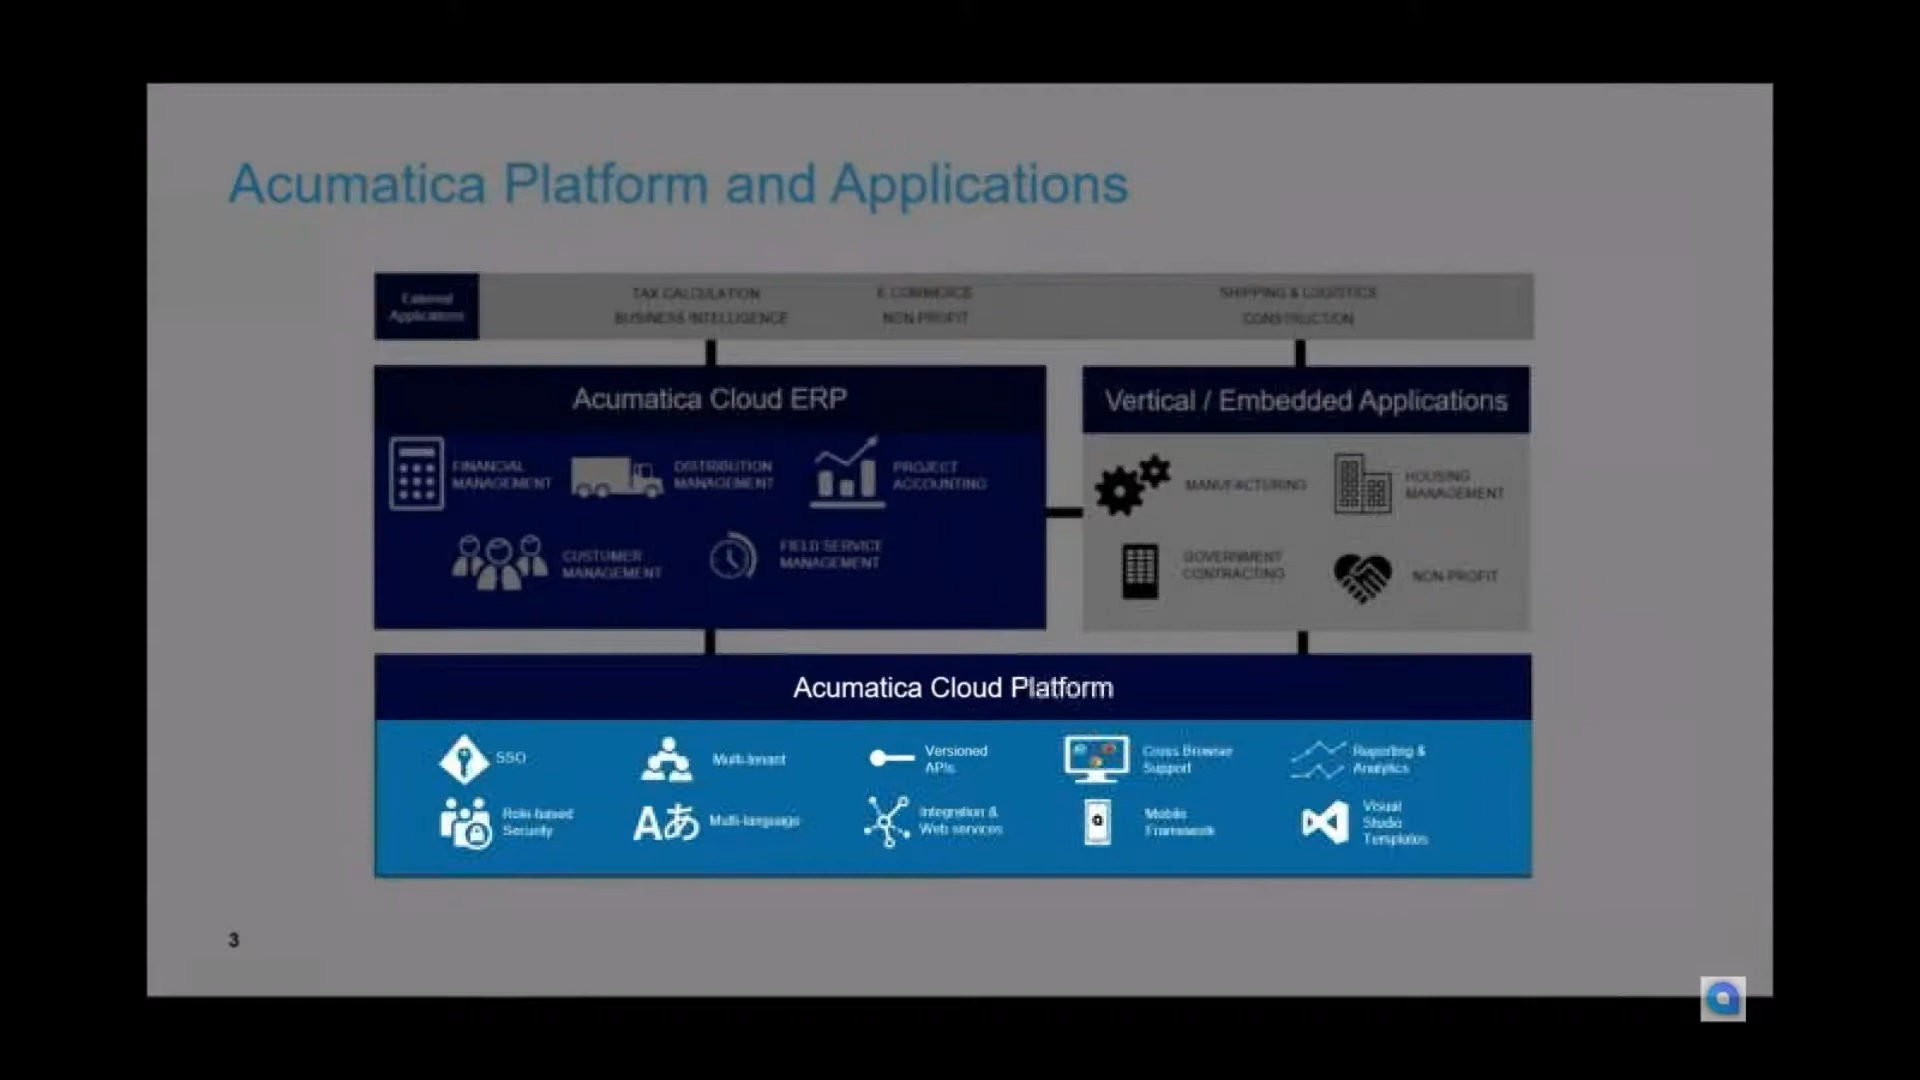 Acumatica Platform and Applications
External
Applications
TAX CALCULATION
E-COMMERCE
SHIPPING & LOGISTICS
BUSINESS INTELLIGENCE
NON-PROFIT
CONSTRUCTION
Acumatica Cloud ERP
FINANCIAL
MANAGEMENT
DISTRIBUTION
MANAGEMENT
PROJECT
ACCOUNTING
CUSTOMER
MANAGEMENT
FIELD SERVICE
MANAGEMENT
Vertical / Embedded Applications
MANUFACTURING
HOUSING
MANAGEMENT
GOVERNMENT
CONTRACTING
NON-PROFIT
Acumatica Cloud Platform
SSO
Multi-tenant
Versioned
APIs
Cross Browser
Support
Reporting &
Analytics
Role-based
Security
Aあ
Multi-language
Integration &
Web services
Mobile
Framework
Visual
Studio
Templates
3